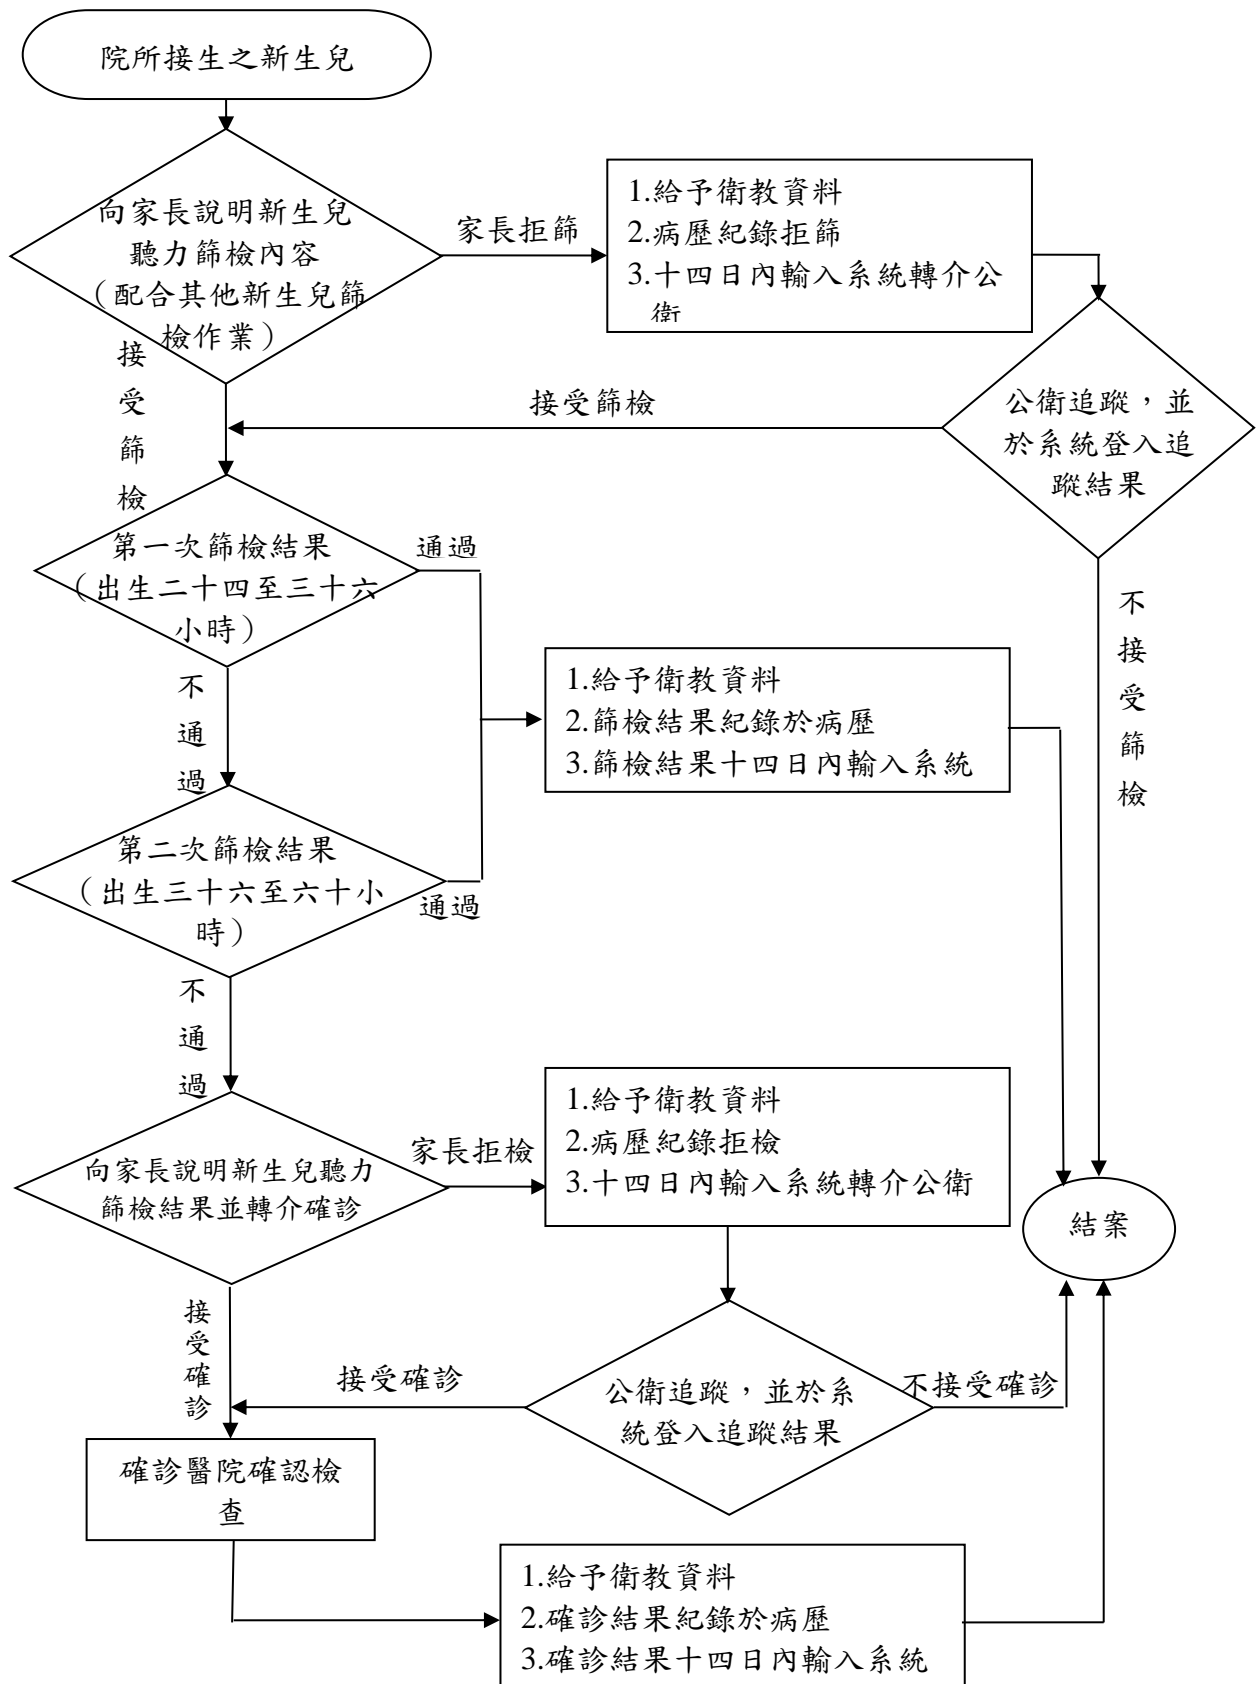 院所接生之新生兒
向家長說明新生兒
聽力篩檢內容
（配合其他新生兒篩
檢作業）
家長拒篩
1.給予衛教資料
2.病歷紀錄拒篩
3.十四日內輸入系統轉介公
衛
接受篩檢
接受篩檢
公衛追蹤，並
於系統登入追
蹤結果
第一次篩檢結果
（出生二十四至三十六
小時）
通過
不接受篩檢
不通過
1.給予衛教資料
2.篩檢結果紀錄於病歷
3.篩檢結果十四日內輸入系統
第二次篩檢結果
（出生三十六至六十小
時）
通過
不通過
向家長說明新生兒聽力
篩檢結果並轉介確診
家長拒檢
1.給予衛教資料
2.病歷紀錄拒檢
3.十四日內輸入系統轉介公衛
結案
接受確診
接受確診
公衛追蹤，並於系
統登入追蹤結果
不接受確診
確診醫院確認檢
查
1.給予衛教資料
2.確診結果紀錄於病歷
3.確診結果十四日內輸入系統